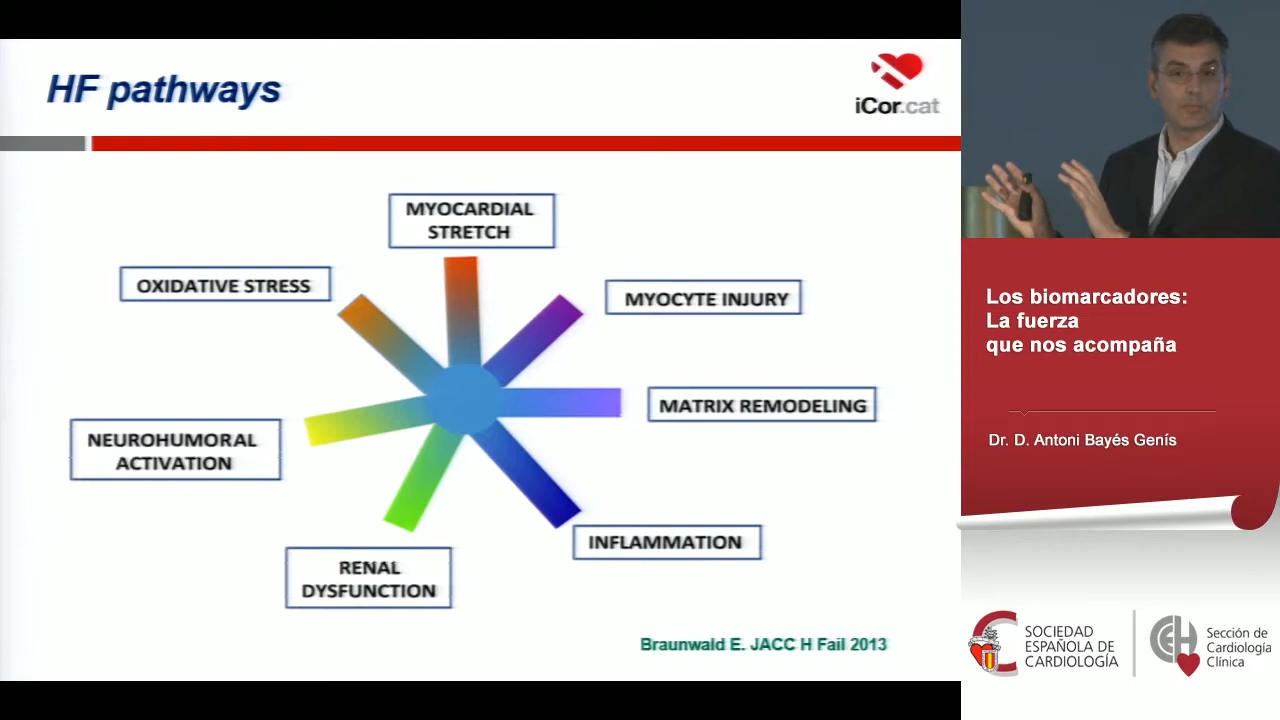 HF pathways
iCor.cat
MYOCARDIAL
STRETCH
OXIDATIVE STRESS
MYOCYTE INJURY
MATRIX REMODELING
NEUROHUMORAL
ACTIVATION
INFLAMMATION
RENAL
DYSFUNCTION
Braunwald E. JACC H Fail 2013
Los biomarcadores:
La fuerza
que nos acompaña
Dr. D. Antoni Bayés Genís
SOCIEDAD
ESPAÑOLA DE
CARDIOLOGÍA
Sección de
Cardiología
Clínica